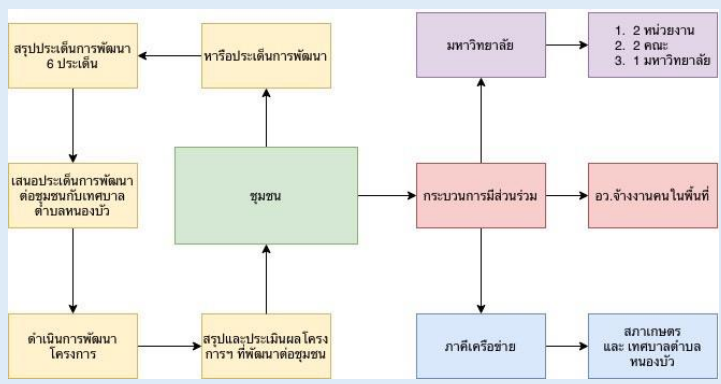 สรุปประเด็นการพัฒนา
6 ประเด็น
หารือประเด็นการพัฒนา
มหาวิทยาลัย
1. 2 หน่วยงาน
2. 2 คณะ
3. 1 มหาวิทยาลัย
เสนอประเด็นการพัฒนา
ต่อชุมชนกับเทศบาล
ตำบลหนองบัว
ชุมชน
กระบวนการมีส่วนร่วม
อว.จ้างงานคนในพื้นที่
ดำเนินการพัฒนา
โครงการ
สรุปและประเมินผลโครง
การฯ ที่พัฒนาต่อชุมชน
ภาคีเครือข่าย
สภาเกษตร
และ เทศบาลตำบล
หนองบัว